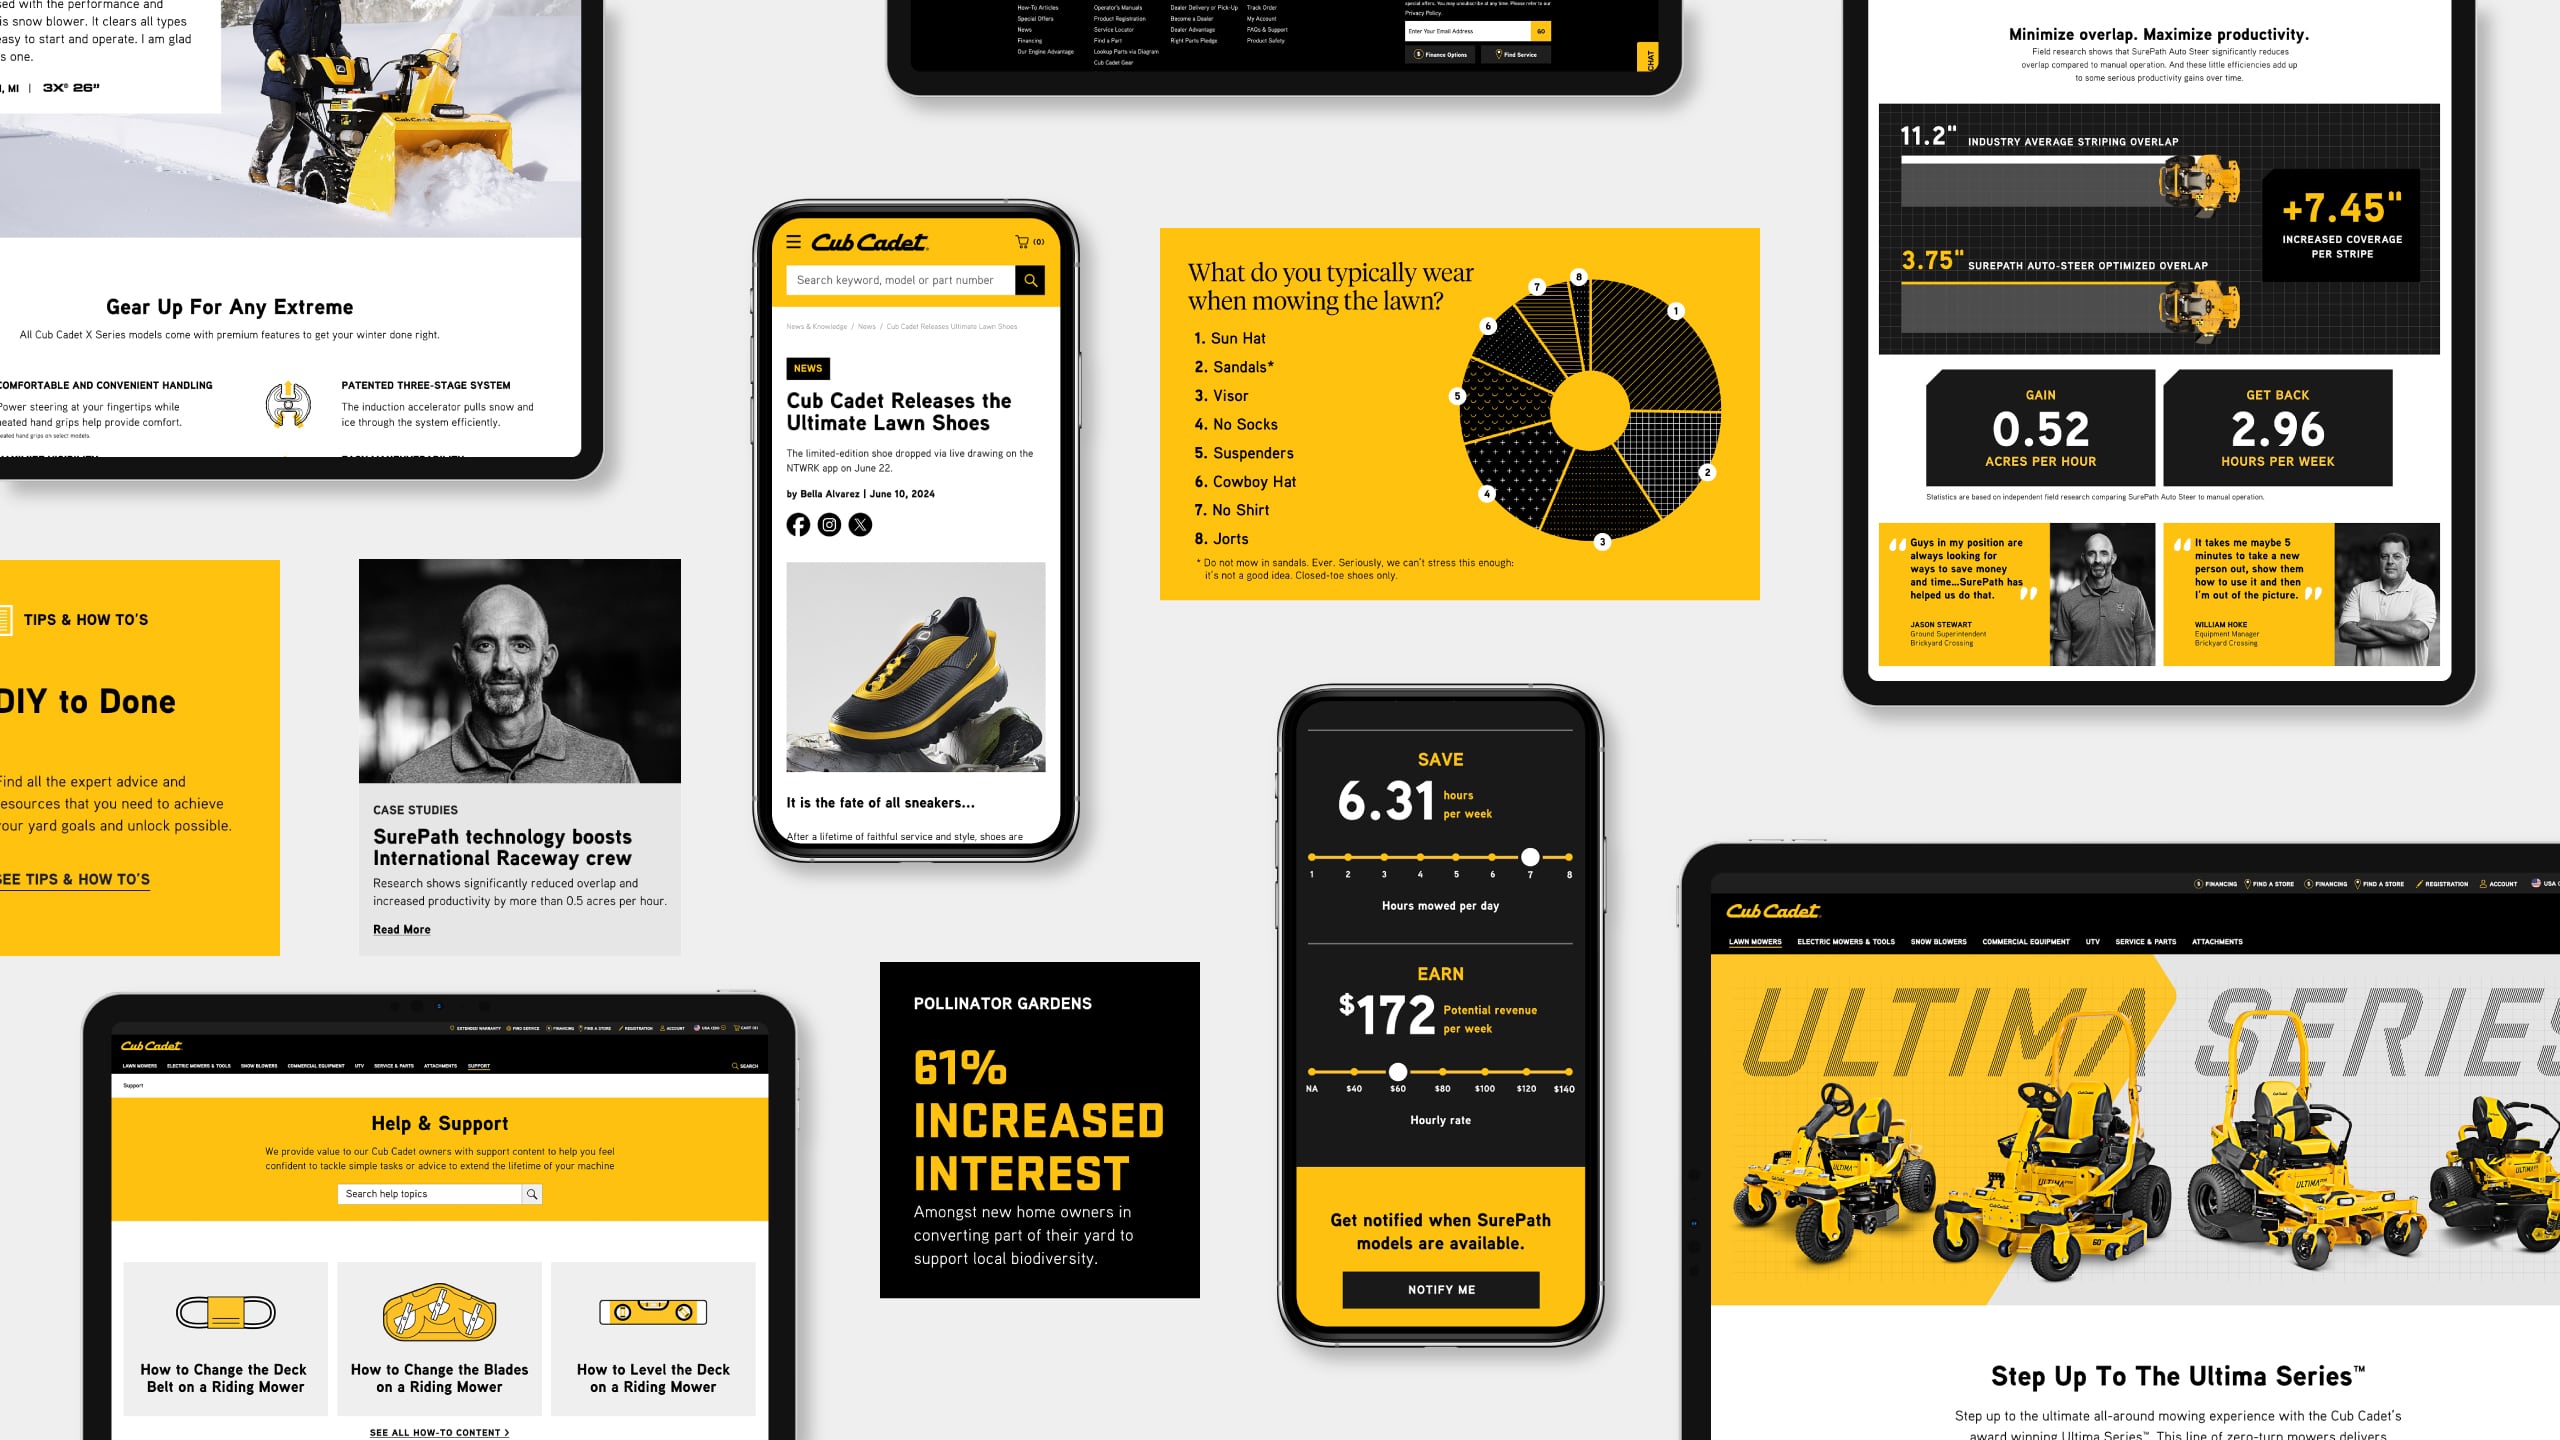 sed with the performance and
is snow blower. It clears all types
easy to start and operate. I am glad
s one.
, MI | 3X® 26”
CubCadet
Gear Up For Any Extreme
All Cub Cadet X Series models come with premium features to get your winter done right.
COMFORTABLE AND CONVENIENT HANDLING
Power steering at your fingertips while
heated hand grips help provide comfort.
PATENTED THREE-STAGE SYSTEM
The induction accelerator pulls snow and
ice through the system efficiently.
How-To Articles
Special Offers
News
Financing
Our Engine Advantage
Operator's Manuals
Product Registration
Service Locator
Find a Part
Lookup Parts via Diagram
Cub Cadet Gear
Dealer Delivery or Pick-Up
Become a Dealer
Dealer Advantage
Right Parts Pledge
Track Order
My Account
FAQs & Support
Product Safety
special offers. You may unsubscribe at any time. Please refer to our
Privacy Policy
Enter Your Email Address
GO
Finance Options
Find Service
CHAT
Minimize overlap. Maximize productivity.
Field research shows that SurePath Auto Steer significantly reduces
overlap compared to manual operation. And these little efficiencies add up
to some serious productivity gains over time.
11.2" INDUSTRY AVERAGE STRIPING OVERLAP
3.75" SUREPATH AUTO-STEER OPTIMIZED OVERLAP
+7.45"
INCREASED COVERAGE
PER STRIPE
GAIN
0.52
ACRES PER HOUR
GET BACK
2.96
HOURS PER WEEK
Statistics are based on independent field research comparing SurePath Auto Steer to manual operation.
“ Guys in my position are
always looking for
ways to save money
and time...SurePath has
helped us do that. ”
JASON STEWART
Ground Superintendent
Brickyard Crossing
“ It takes me maybe 5
minutes to take a new
person out, show them
how to use it and then
I'm out of the picture. ”
WILLIAM HOKE
Equipment Manager
Brickyard Crossing
Cub Cadet
(0)
Search keyword, model or part number
News & Knowledge / News / Cub Cadet Releases Ultimate Lawn Shoes
NEWS
Cub Cadet Releases the
Ultimate Lawn Shoes
The limited-edition shoe dropped via live drawing on the
NTWRK app on June 22.
by Bella Alvarez | June 10, 2024
It is the fate of all sneakers...
After a lifetime of faithful service and style, shoes are
What do you typically wear
when mowing the lawn?
1. Sun Hat
2. Sandals*
3. Visor
4. No Socks
5. Suspenders
6. Cowboy Hat
7. No Shirt
8. Jorts
* Do not mow in sandals. Ever. Seriously, we can't stress this enough:
it's not a good idea. Closed-toe shoes only.
1
2
3
4
5
6
7
8
TIPS & HOW TO'S
DIY to Done
Find all the expert advice and
resources that you need to achieve
your yard goals and unlock possible.
SEE TIPS & HOW TO'S
CASE STUDIES
SurePath technology boosts
International Raceway crew
Research shows significantly reduced overlap and
increased productivity by more than 0.5 acres per hour.
Read More
SAVE
6.31 hours
per week
1 2 3 4 5 6 7 8
Hours mowed per day
EARN
$172 Potential revenue
per week
NA $40 $60 $80 $100 $120 $140
Hourly rate
Get notified when SurePath
models are available.
NOTIFY ME
POLLINATOR GARDENS
61%
INCREASED
INTEREST
Amongst new home owners in
converting part of their yard to
support local biodiversity.
EXTENDED WARRANTY FIND SERVICE FINANCING FIND A STORE REGISTRATION ACCOUNT USA (EN) CART (0)
Cub Cadet
LAWN MOWERS ELECTRIC MOWERS & TOOLS SNOW BLOWERS COMMERCIAL EQUIPMENT UTV SERVICE & PARTS ATTACHMENTS SUPPORT SEARCH
Support
Help & Support
We provide value to our Cub Cadet owners with support content to help you feel
confident to tackle simple tasks or advice to extend the lifetime of your machine
Search help topics
How to Change the Deck
Belt on a Riding Mower
How to Change the Blades
on a Riding Mower
How to Level the Deck
on a Riding Mower
SEE ALL HOW-TO CONTENT >
FINANCING FIND A STORE FINANCING FIND A STORE REGISTRATION ACCOUNT USA
Cub Cadet
LAWN MOWERS ELECTRIC MOWERS & TOOLS SNOW BLOWERS COMMERCIAL EQUIPMENT UTV SERVICE & PARTS ATTACHMENTS
ULTIMA SERIES
ULTIMA
ULTIMA
ULTIMA
ULTIMA
60"
Step Up To The Ultima Series™
Step up to the ultimate all-around mowing experience with the Cub Cadet's
award winning Ultima Series™. This line of zero-turn mowers delivers